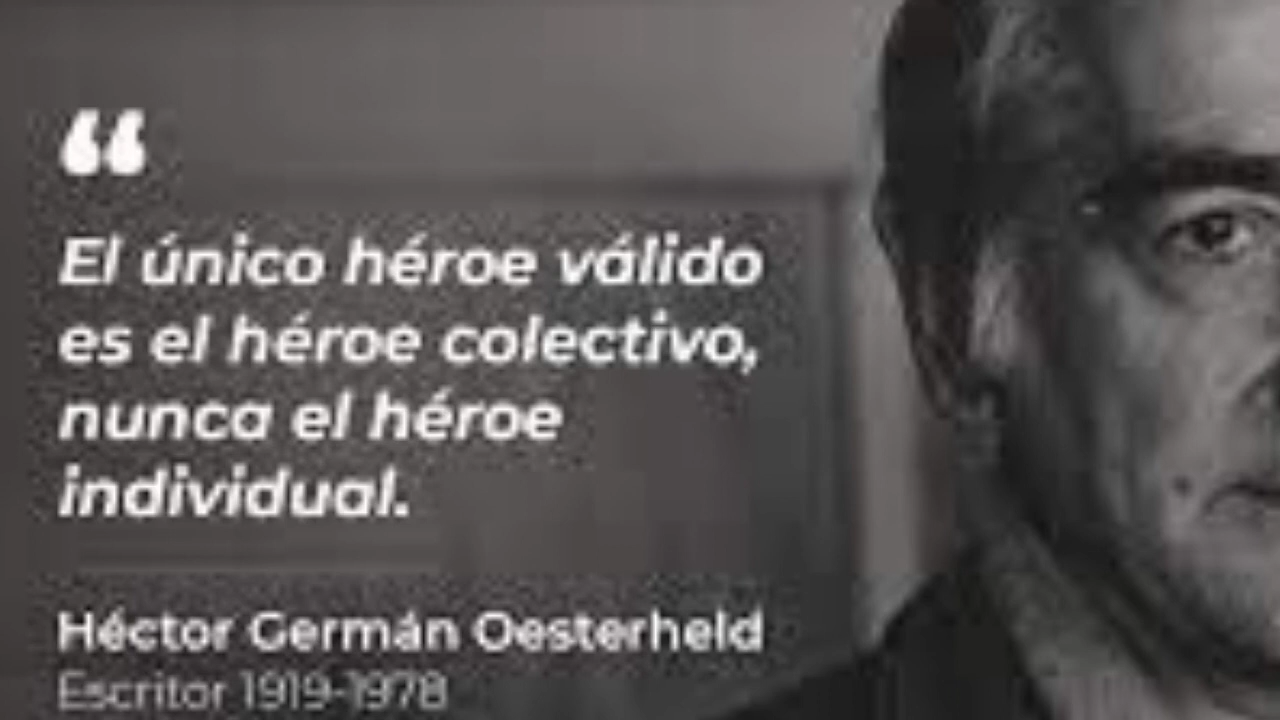 “
El único héroe válido
es el héroe colectivo,
nunca el héroe
individual.
Héctor Germán Oesterheld
Escritor 1919-1978